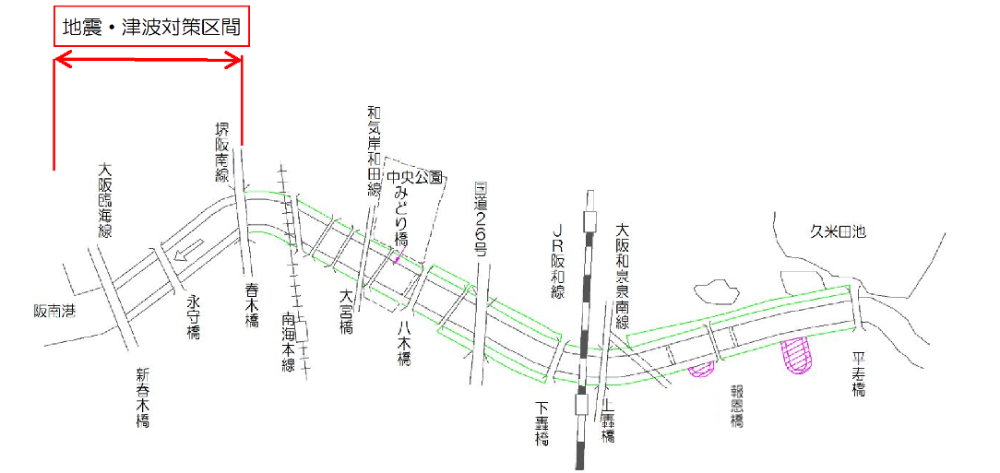 地震・津波対策区間
堺阪南線
大阪臨海線
和気岸和田線
中央公園
みどり橋
国道26号
JR阪和線
大阪和泉泉南線
久米田池
阪南港
永守橋
春木橋
南海本線
大宮橋
八木橋
新春木橋
下轟橋
上轟橋
報恩橋
平寿橋